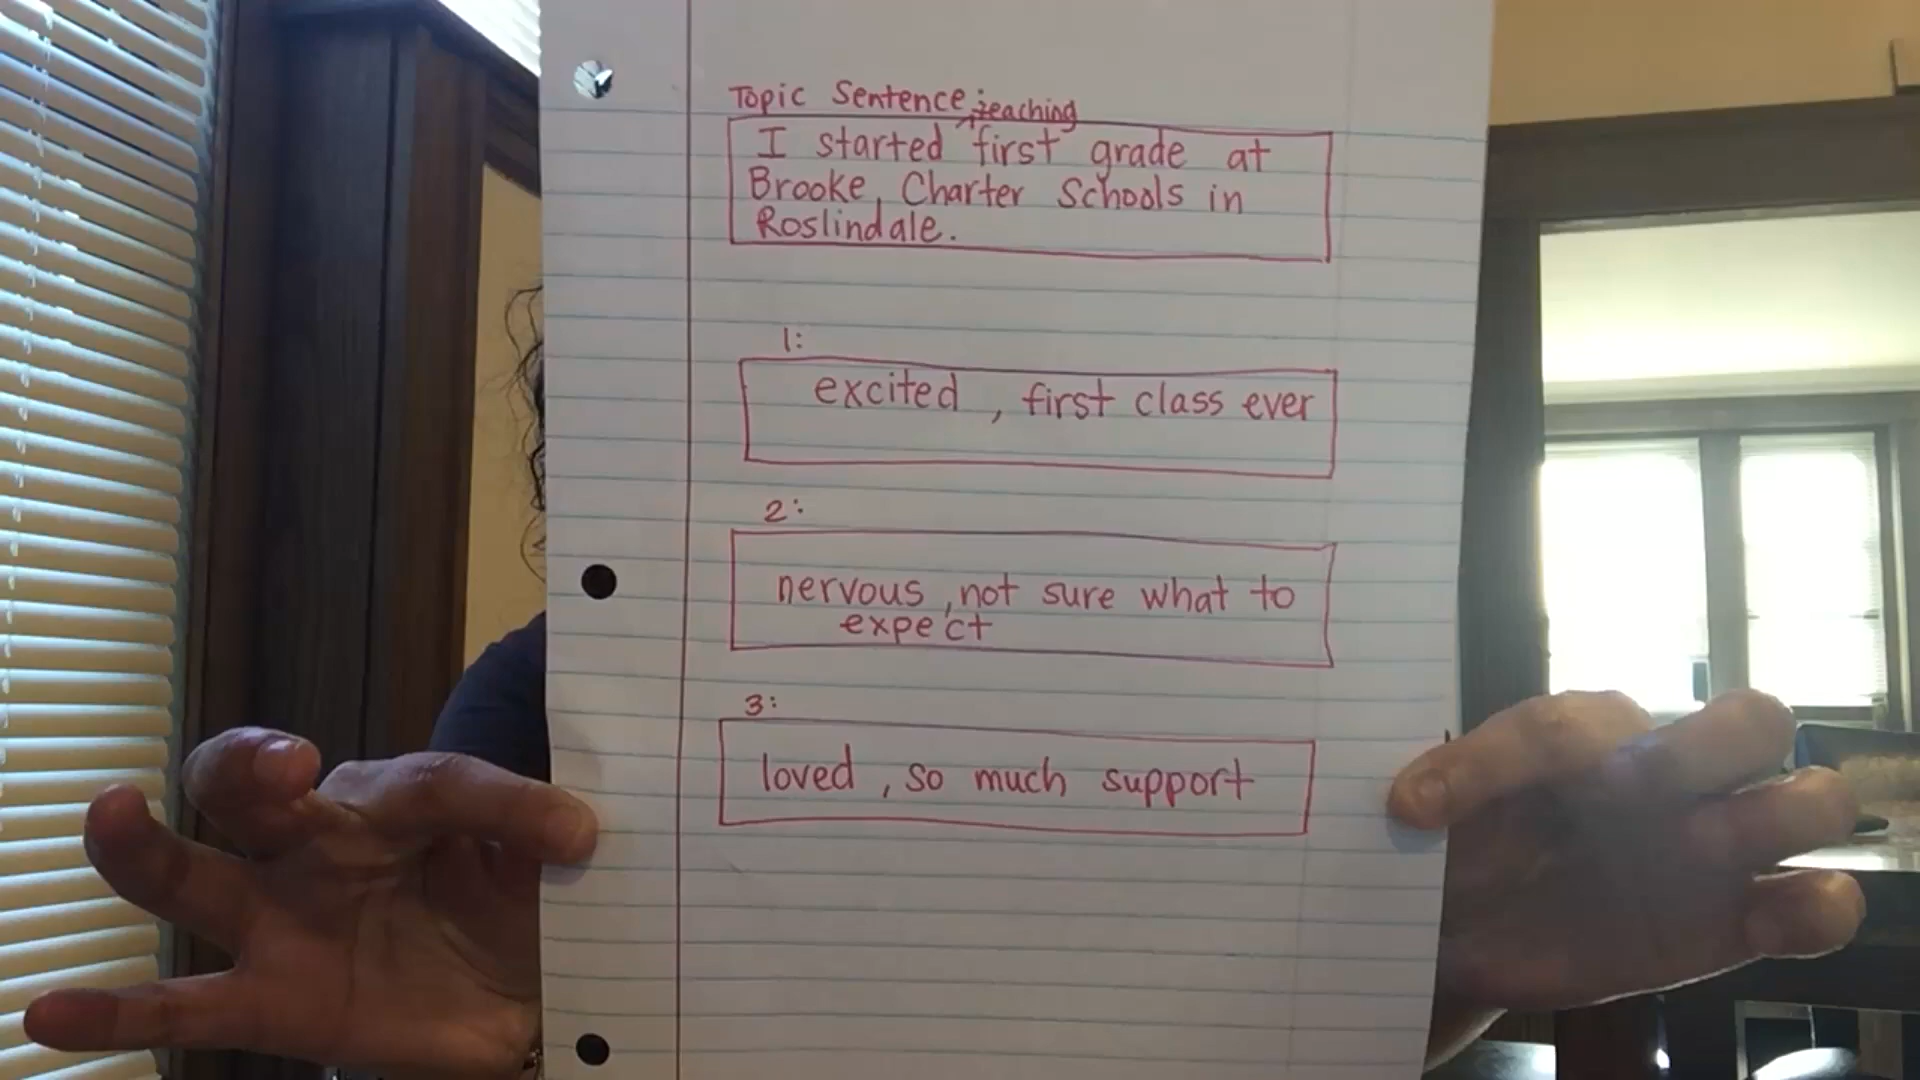 Topic Sentence:
teaching
I started first grade at
Brooke Charter Schools in
Roslindale.
1:
excited, first class ever
2:
nervous, not sure what to
expect
3:
loved, so much support